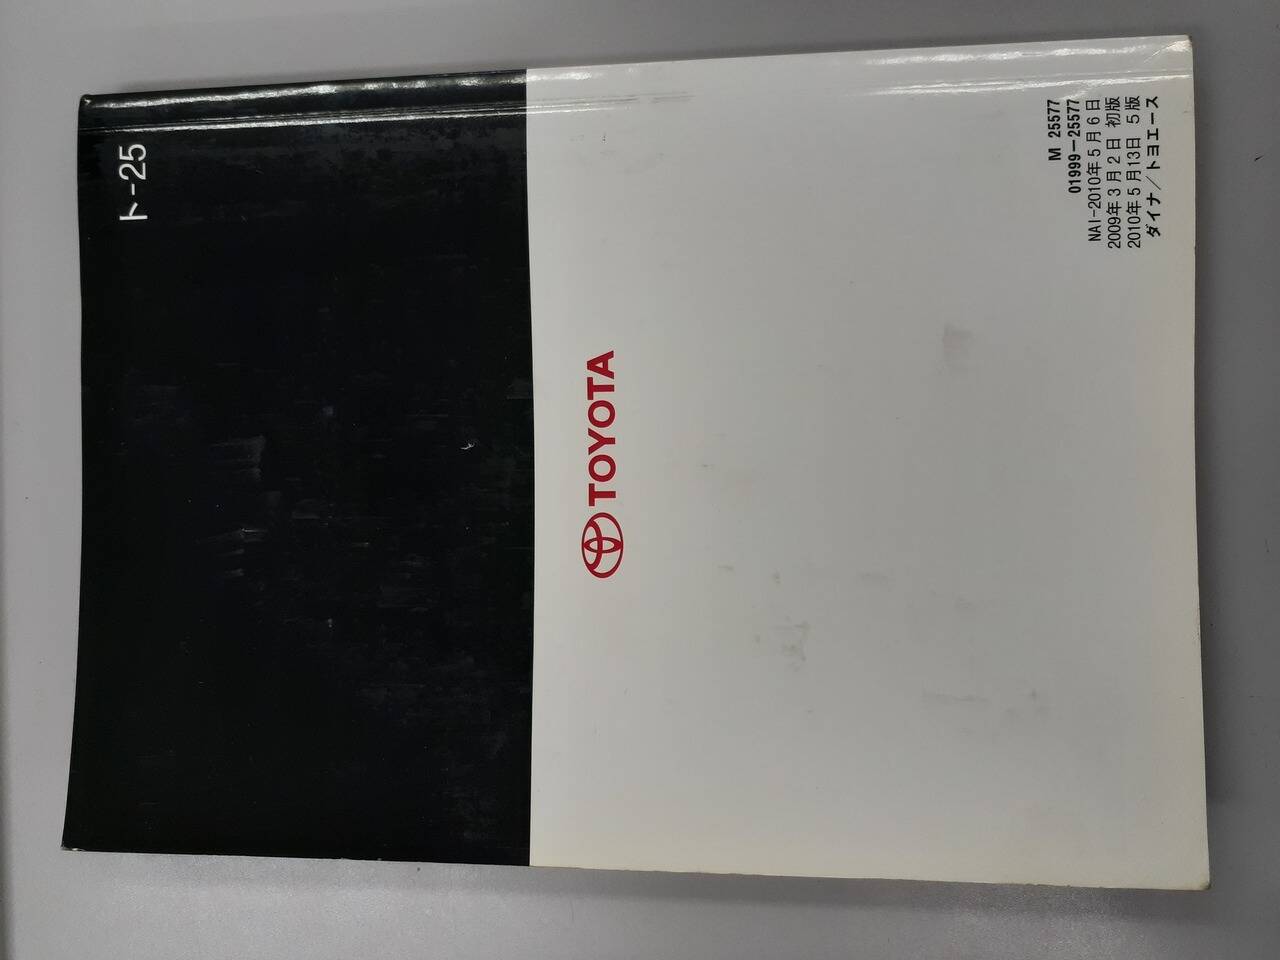 ト-25
TOYOTA
M 25577
01999-25577
NAI-2010年5月6日
2009年3月2日 初版
2010年5月13日 5版
ダイナ/トヨエース